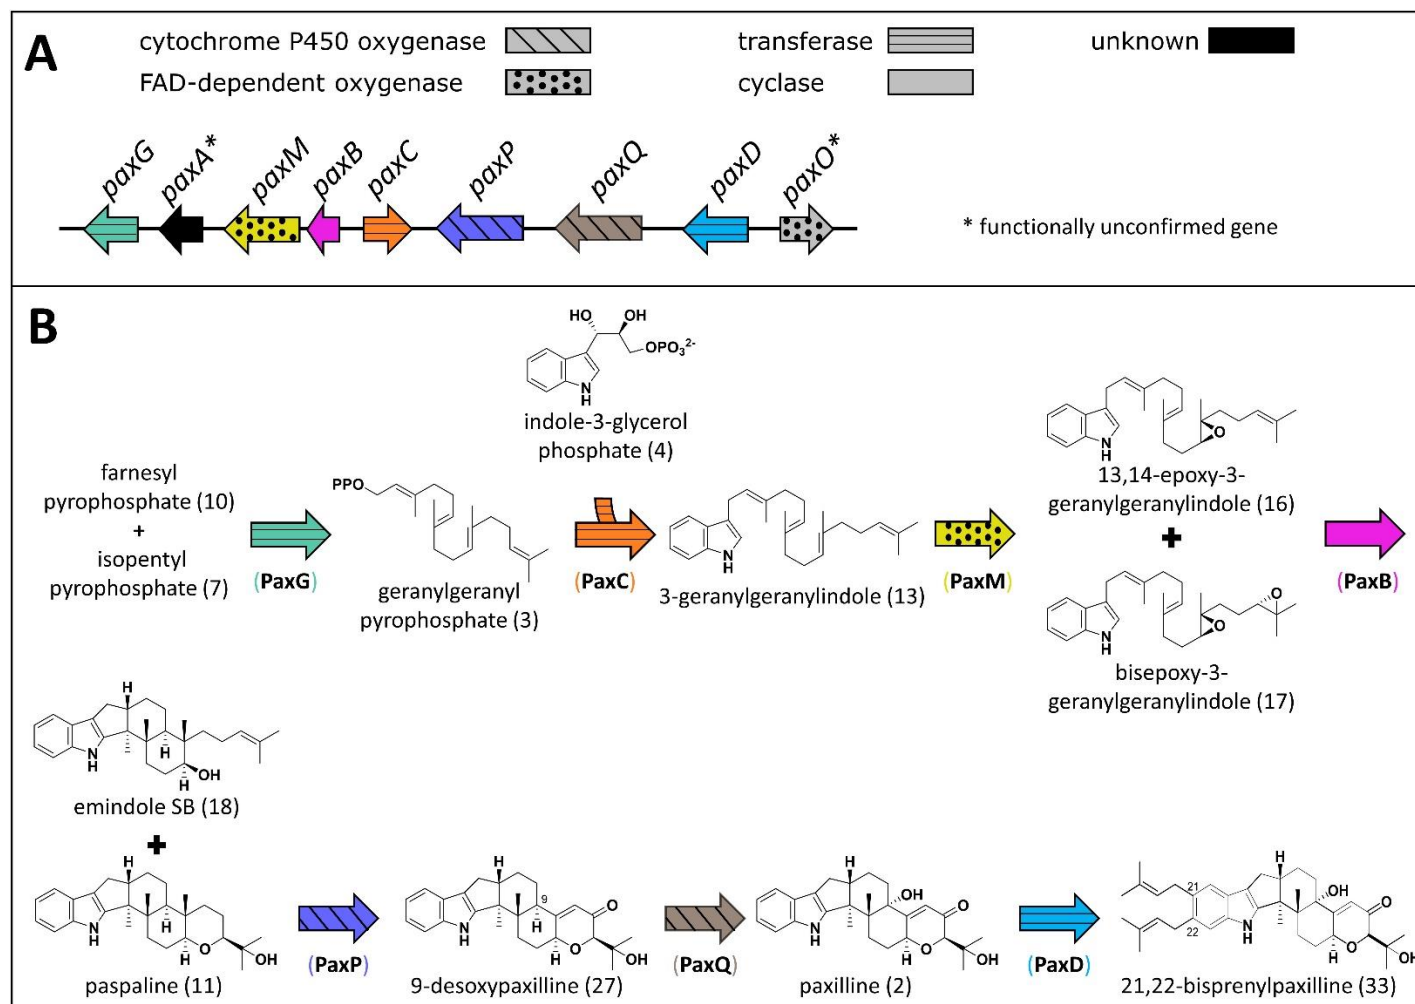 A
cytochrome P450 oxygenase
transferase
unknown
FAD-dependent oxygenase
cyclase
paxG
paxA*
paxM
paxB
paxC
paxP
paxQ
paxD
paxO*
* functionally unconfirmed gene
B
HO
OH
OPO₃²⁻
N
H
indole-3-glycerol
phosphate (4)
farnesyl
pyrophosphate (10)
+
isopentyl
pyrophosphate (7)
(PaxG)
PPO
geranylgeranyl
pyrophosphate (3)
(PaxC)
N
H
3-geranylgeranylindole (13)
(PaxM)
N
H
O
13,14-epoxy-3-
geranylgeranylindole (16)
+
N
H
O
O
bisepoxy-3-
geranylgeranylindole (17)
(PaxB)
H
N
H
H
H
OH
emindole SB (18)
+
H
N
H
H
H
O
OH
paspaline (11)
(PaxP)
H
N
H
H
9
H
O
O
OH
9-desoxypaxilline (27)
(PaxQ)
H
N
H
OH
H
O
O
OH
paxilline (2)
(PaxD)
21
22
H
N
H
OH
H
O
O
OH
21,22-bisprenylpaxilline (33)